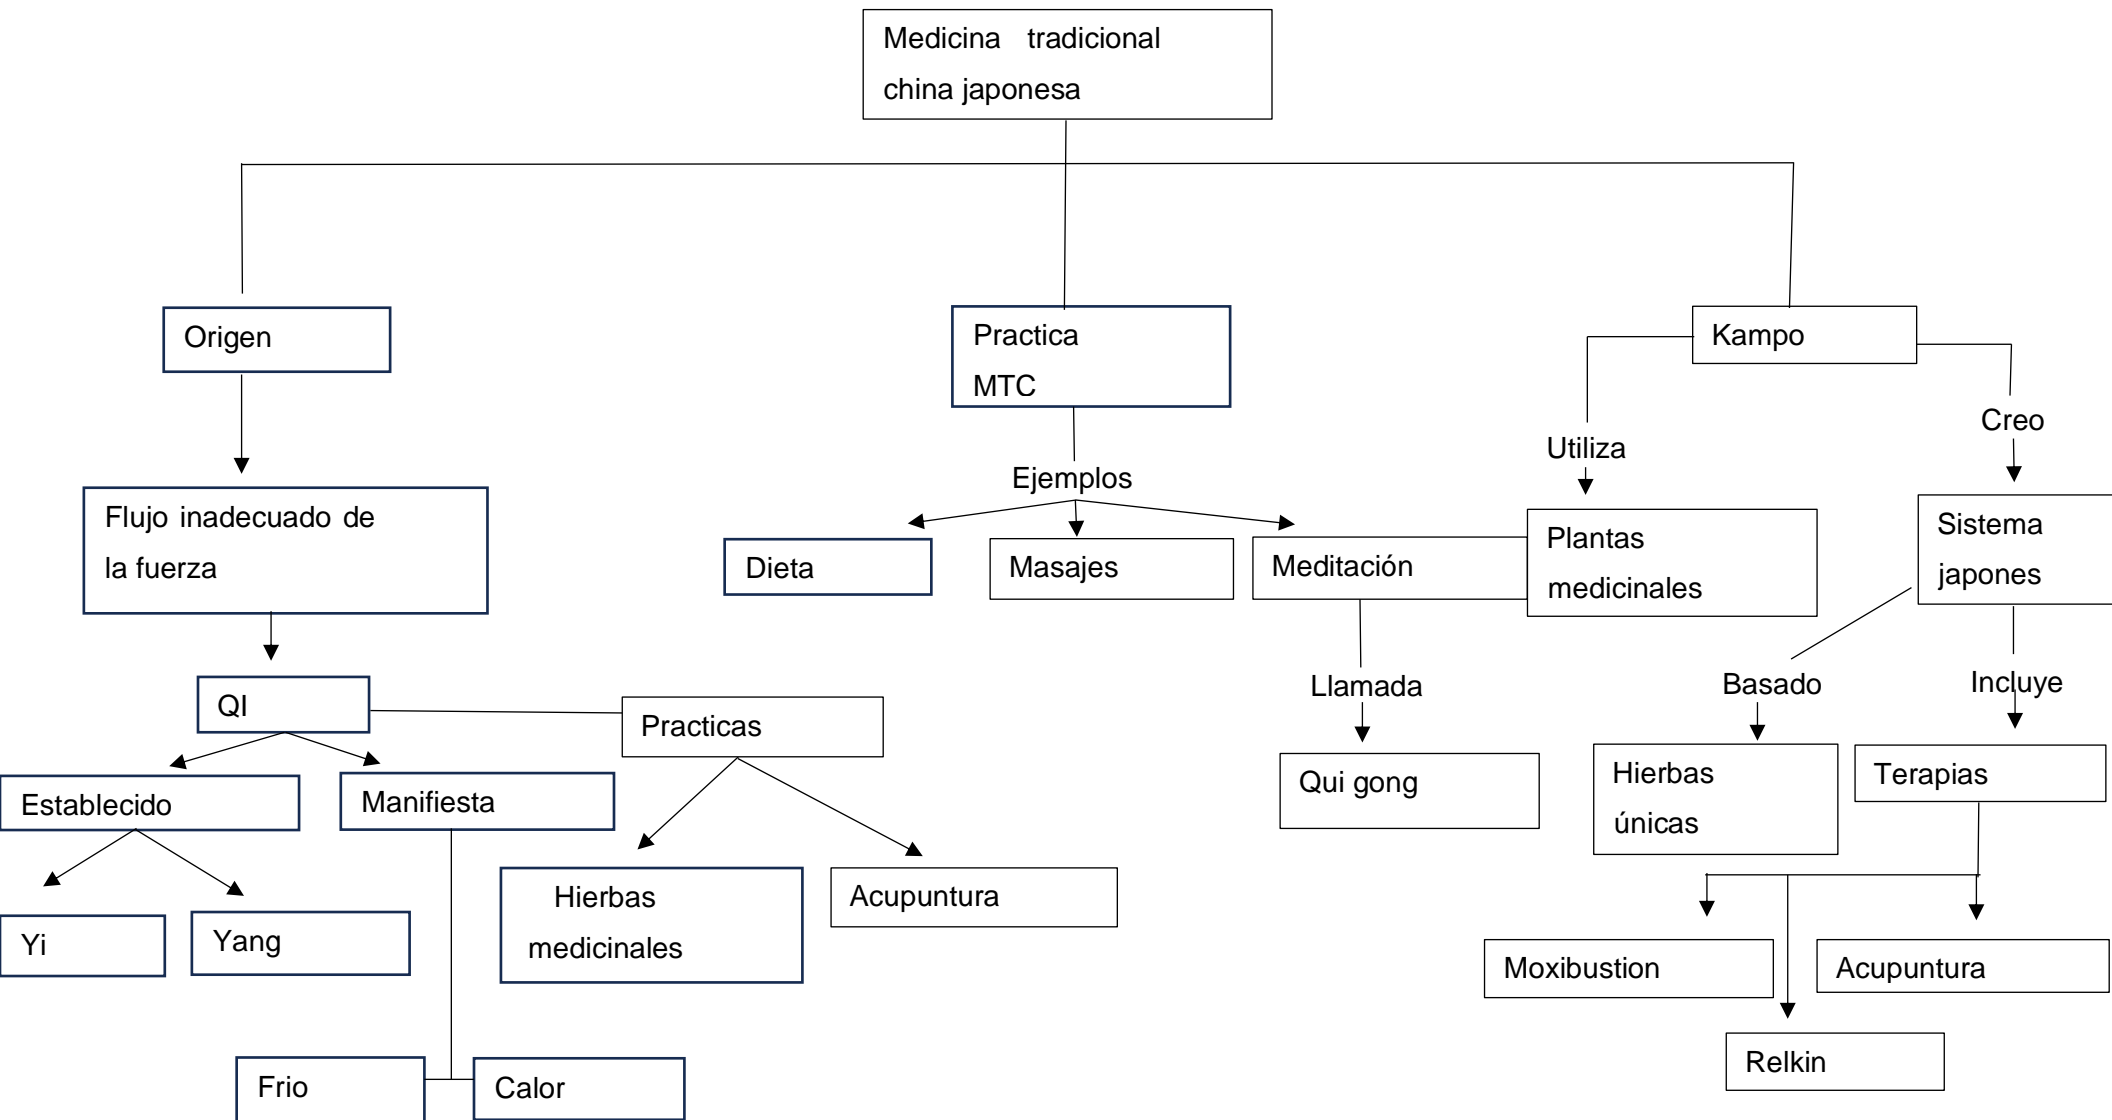 Medicina tradicional
china japonesa
Origen
Practica
MTC
Kampo
Creo
Utiliza
Ejemplos
Flujo inadecuado de
la fuerza
Dieta
Masajes
Meditación
Plantas
medicinales
Sistema
japones
QI
Practicas
Llamada
Basado
Incluye
Establecido
Manifiesta
Qui gong
Hierbas
únicas
Terapias
Yi
Yang
Hierbas
medicinales
Acupuntura
Moxibustion
Acupuntura
Relkin
Frio
Calor